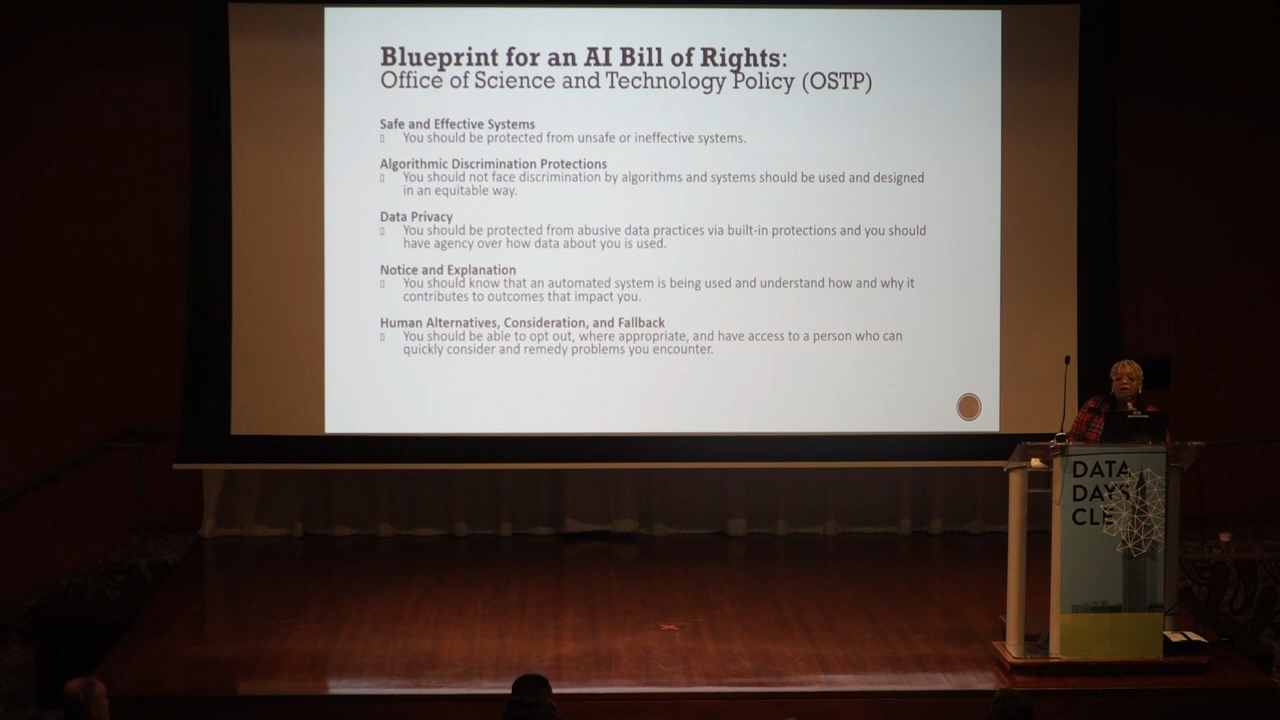 Blueprint for an AI Bill of Rights:
Office of Science and Technology Policy (OSTP)
Safe and Effective Systems
You should be protected from unsafe or ineffective systems.
Algorithmic Discrimination Protections
You should not face discrimination by algorithms and systems should be used and designed
in an equitable way.
Data Privacy
You should be protected from abusive data practices via built-in protections and you should
have agency over how data about you is used.
Notice and Explanation
You should know that an automated system is being used and understand how and why it
contributes to outcomes that impact you.
Human Alternatives, Consideration, and Fallback
You should be able to opt out, where appropriate, and have access to a person who can
quickly consider and remedy problems you encounter.
DATA
DAYS
CLE